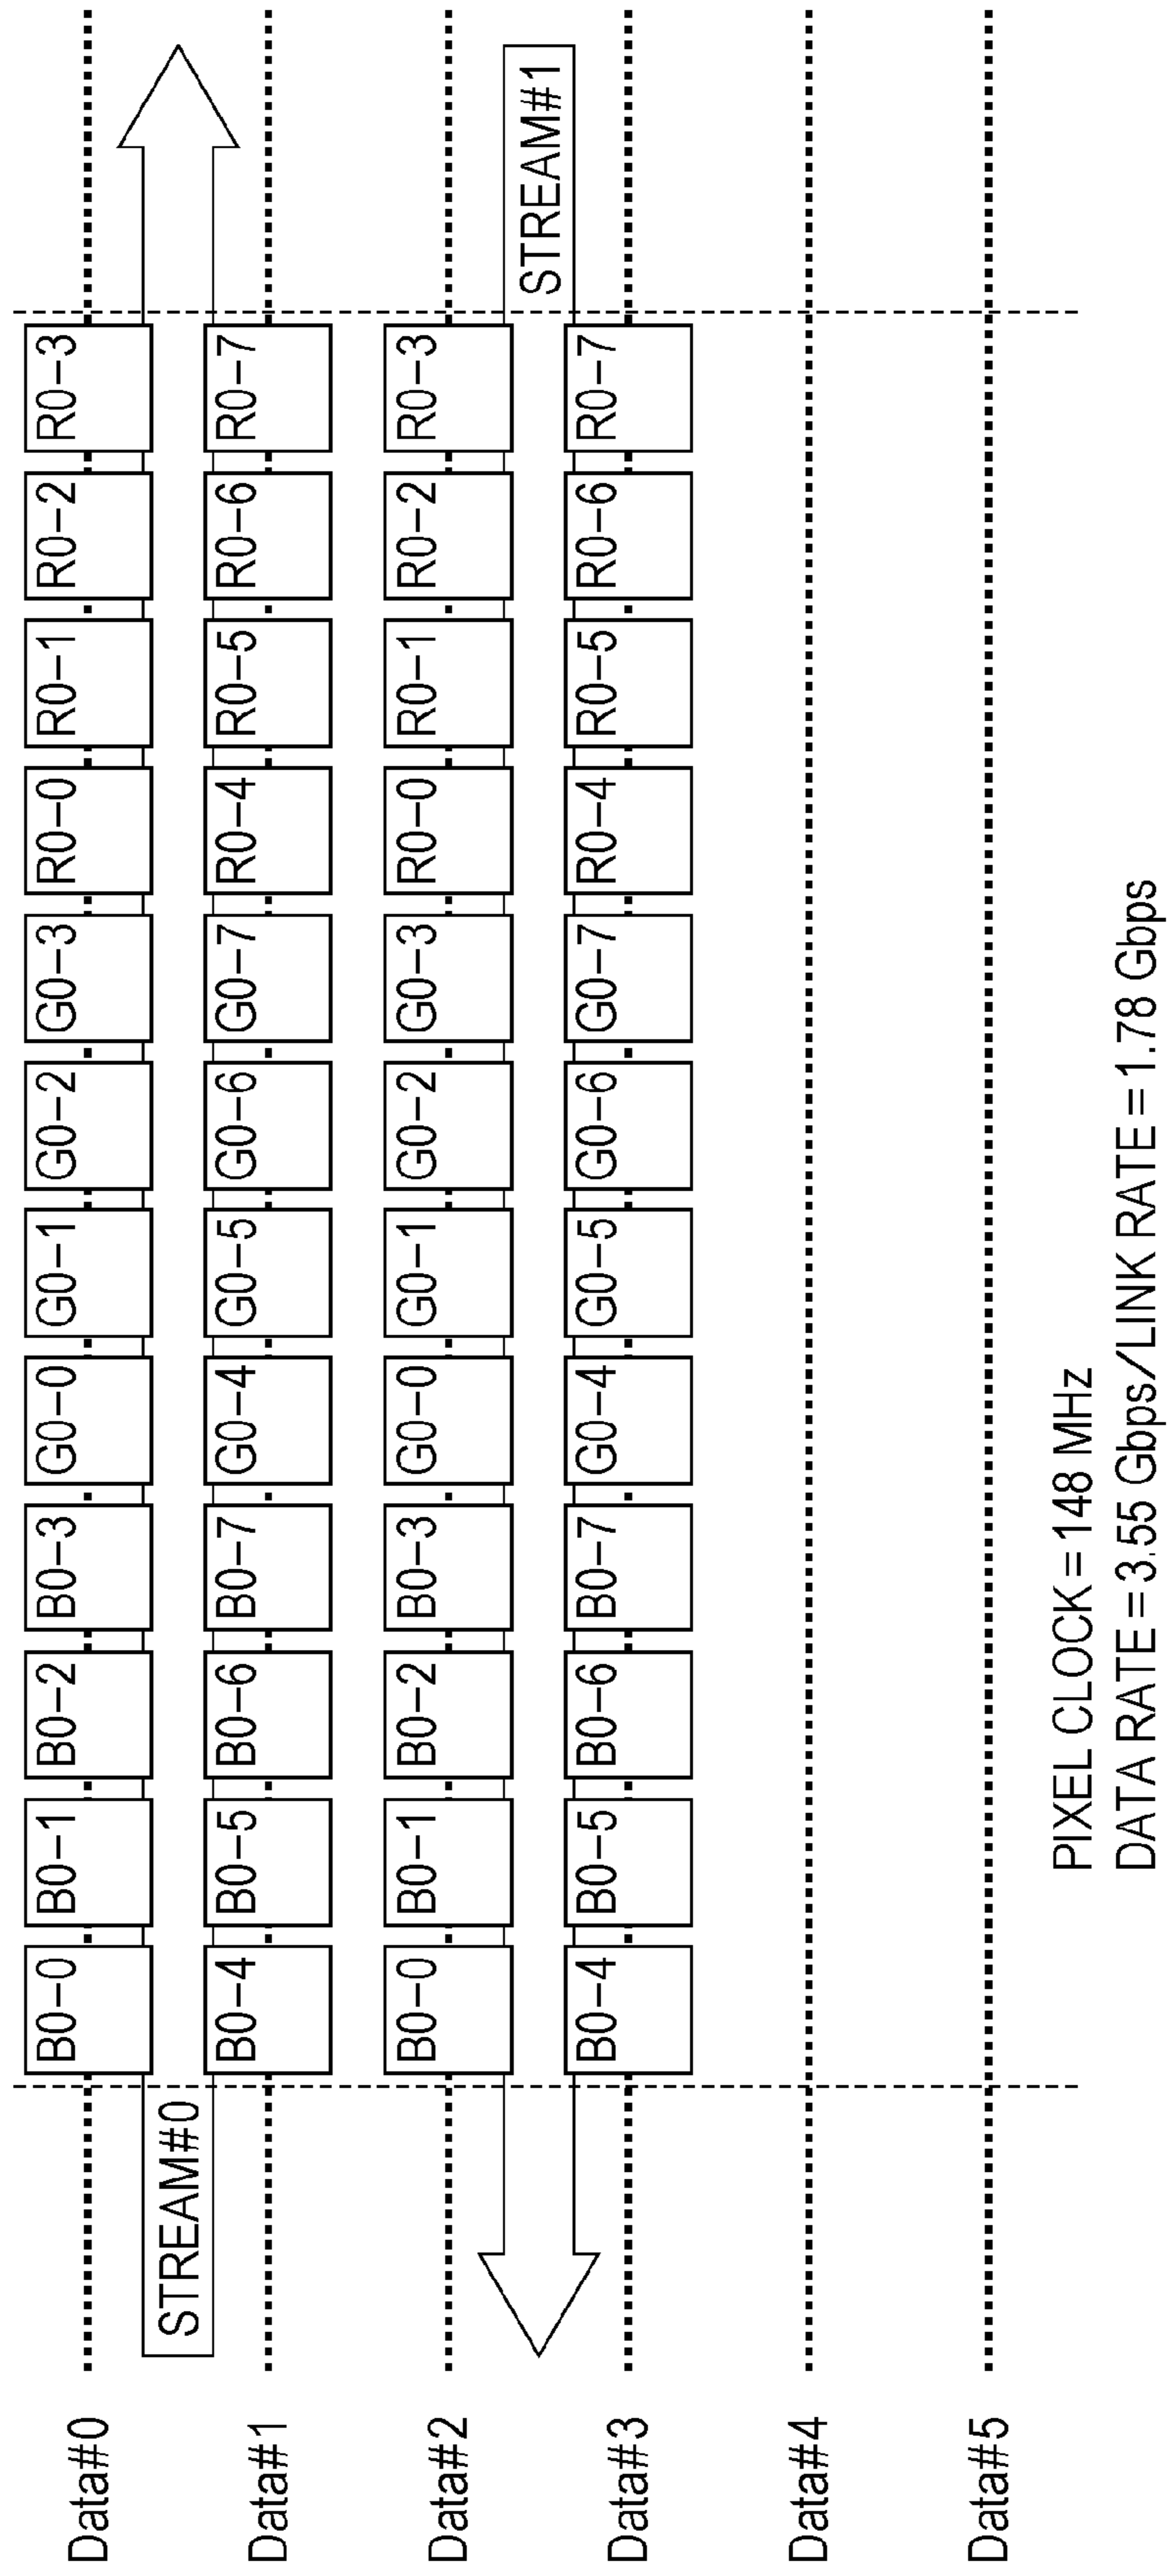 Data#0 B0-0 B0-1 B0-2 B0-3 G0-0 G0-1 G0-2 G0-3 R0-0 R0-1 R0-2 R0-3
STREAM#0
Data#1 B0-4 B0-5 B0-6 B0-7 G0-4 G0-5 G0-6 G0-7 R0-4 R0-5 R0-6 R0-7
Data#2 B0-0 B0-1 B0-2 B0-3 G0-0 G0-1 G0-2 G0-3 R0-0 R0-1 R0-2 R0-3
STREAM#1
Data#3 B0-4 B0-5 B0-6 B0-7 G0-4 G0-5 G0-6 G0-7 R0-4 R0-5 R0-6 R0-7
Data#4
Data#5
PIXEL CLOCK = 148 MHz
DATA RATE = 3.55 Gbps/LINK RATE = 1.78 Gbps